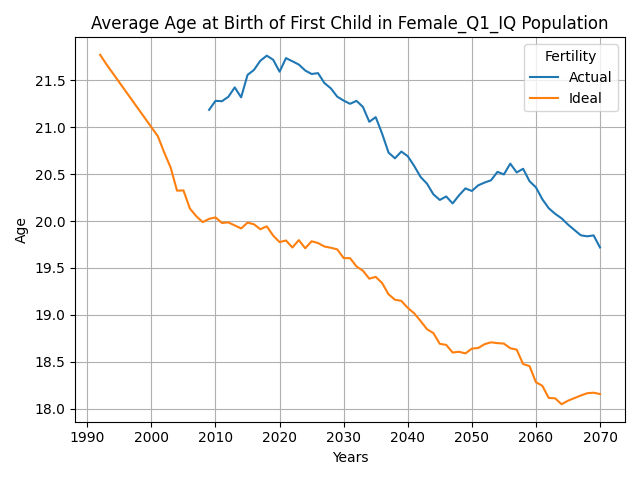 Average Age at Birth of First Child in Female_Q1_IQ Population
Fertility
Actual
Ideal
Age
21.5
21.0
20.5
20.0
19.5
19.0
18.5
18.0
1990 2000 2010 2020 2030 2040 2050 2060 2070
Years